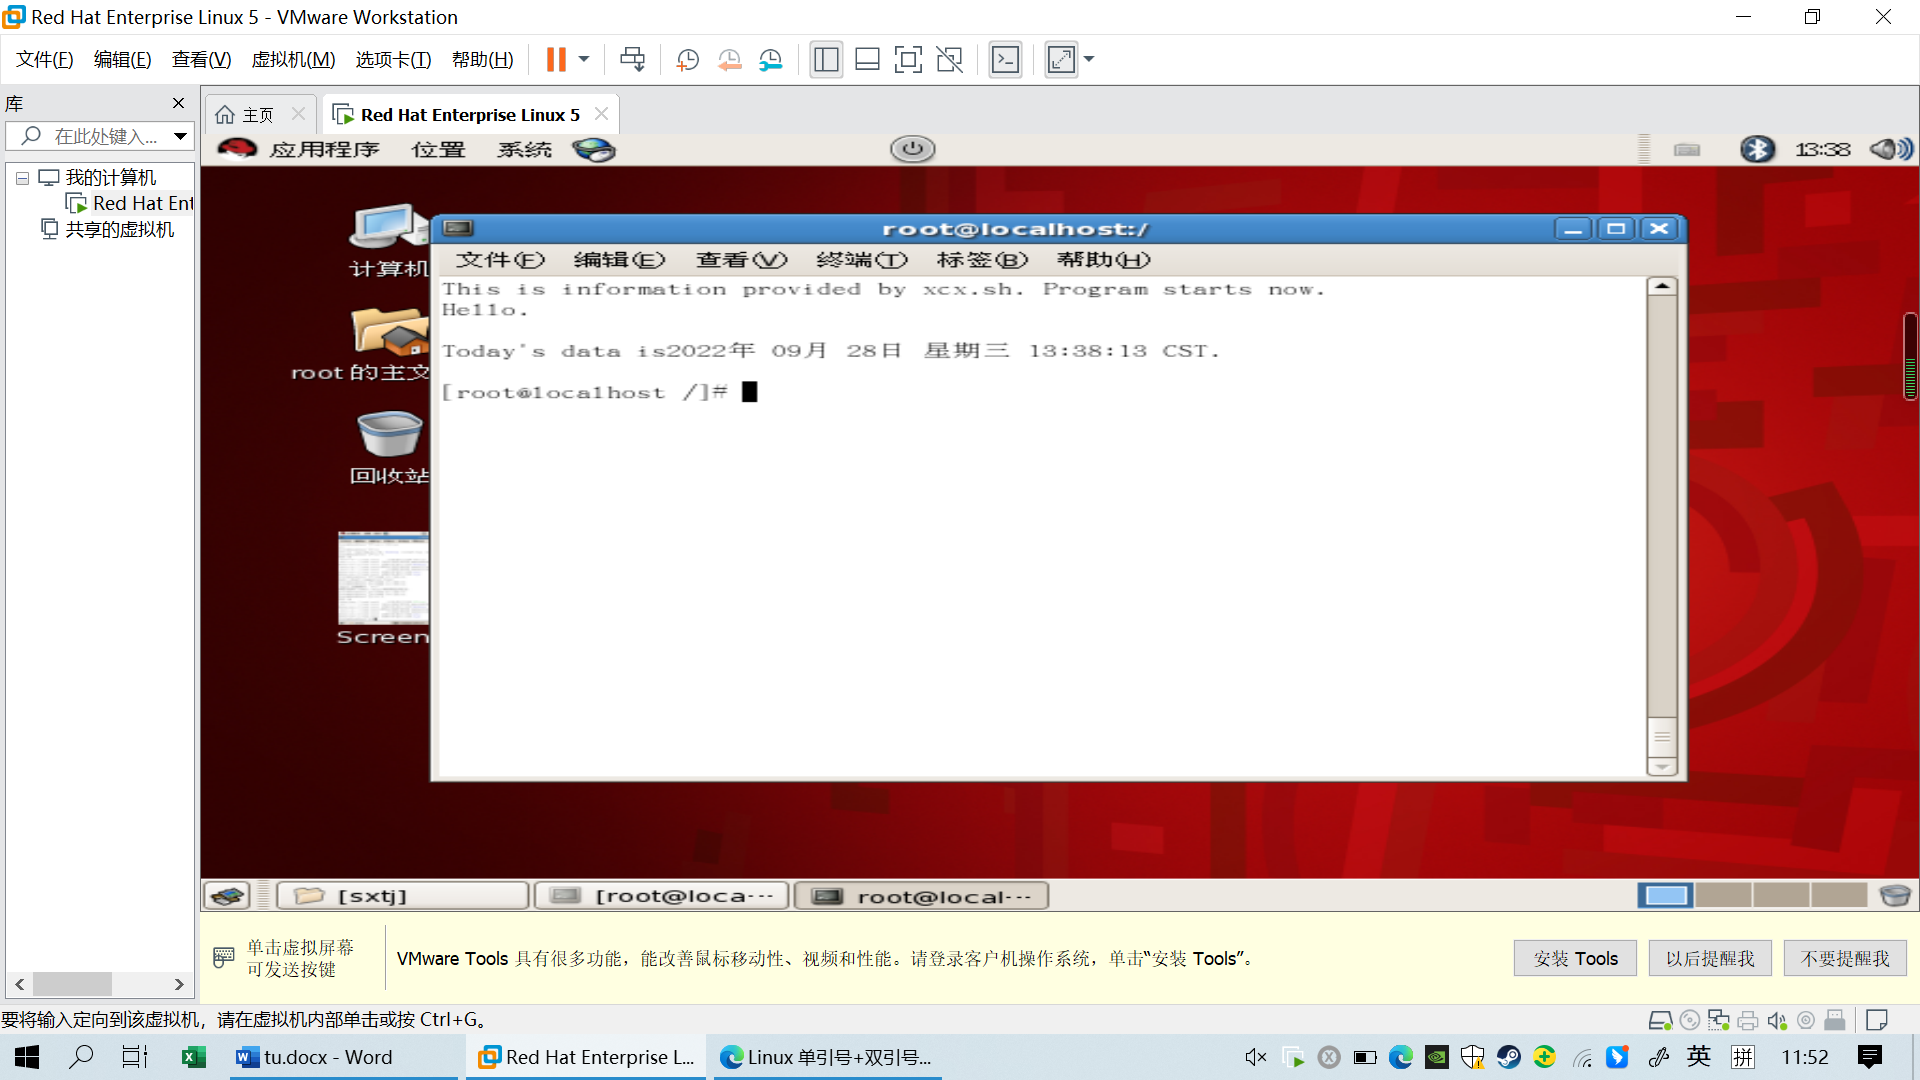 Red Hat Enterprise Linux 5 - VMware Workstation
文件(F) 编辑(E) 查看(V) 虚拟机(M) 选项卡(T) 帮助(H)
库
在此处键入...
我的计算机
Red Hat Ent
共享的虚拟机
主页 Red Hat Enterprise Linux 5
应用程序 位置 系统 13:38
计算机
root 的主文
回收站
Screen
root@localhost:/
文件(F) 编辑(E) 查看(V) 终端(T) 标签(B) 帮助(H)
This is information provided by xcx.sh. Program starts now.
Hello.
Today's data is2022年 09月 28日 星期三 13:38:13 CST.
[root@localhost /]#
[sxtj] [root@loca... root@local...
单击虚拟屏幕
可发送按键
VMware Tools 具有很多功能，能改善鼠标移动性、视频和性能。请登录客户机操作系统，单击“安装 Tools”。
安装 Tools 以后提醒我 不要提醒我
要将输入定向到该虚拟机，请在虚拟机内部单击或按 Ctrl+G。
tu.docx - Word Red Hat Enterprise L... Linux 单引号+双引号... 英 拼 11:52